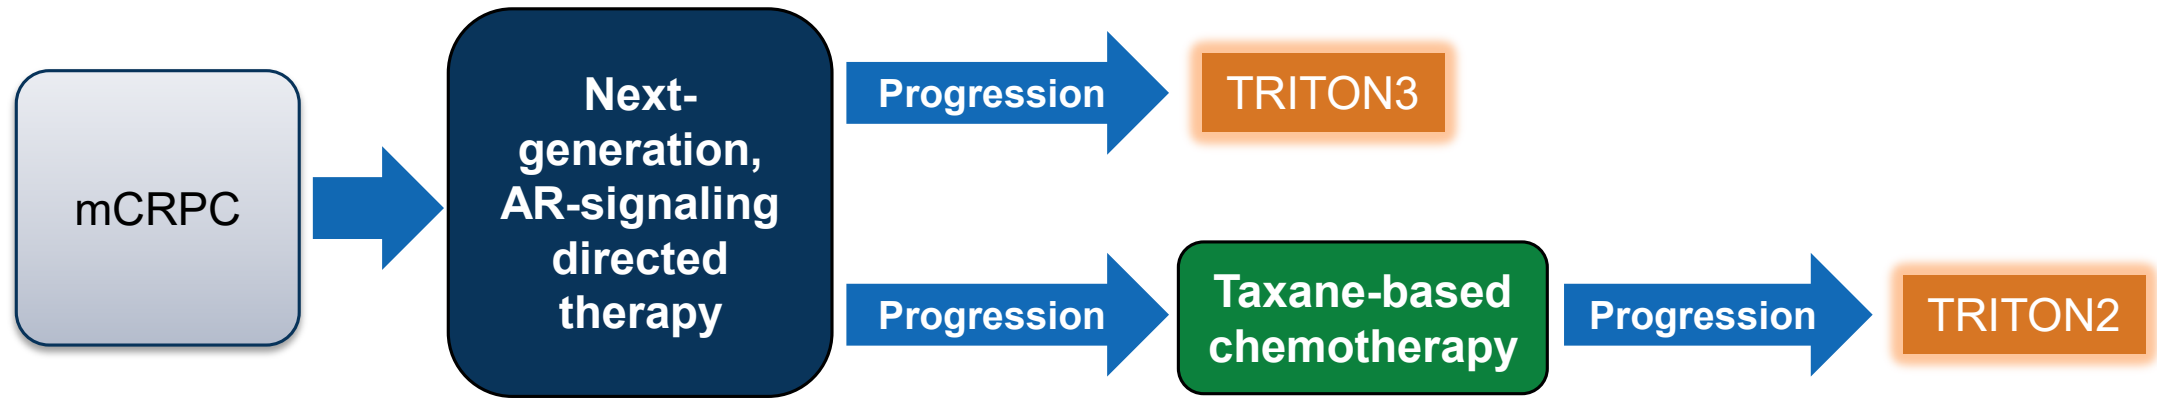 mCRPC
Next-
generation,
AR-signaling
directed
therapy
Progression
TRITON3
Progression
Taxane-based
chemotherapy
Progression
TRITON2